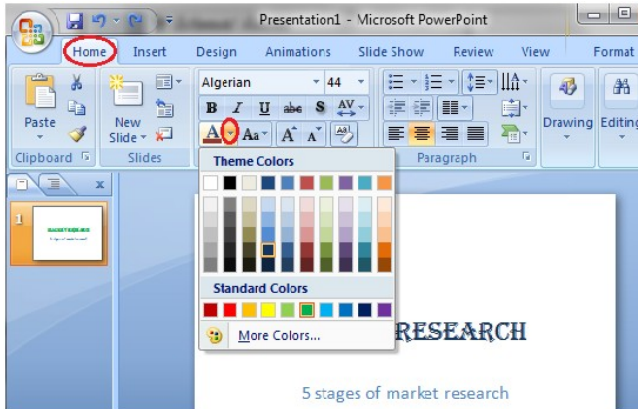 Presentation1 - Microsoft PowerPoint
Home Insert Design Animations Slide Show Review View Format
Algerian 44
B I U abe S AV
A Aa A A
Paste New Slide Drawing Editing
Clipboard Slides Paragraph
Theme Colors
Standard Colors
More Colors...
1
RESEARCH
5 stages of market research